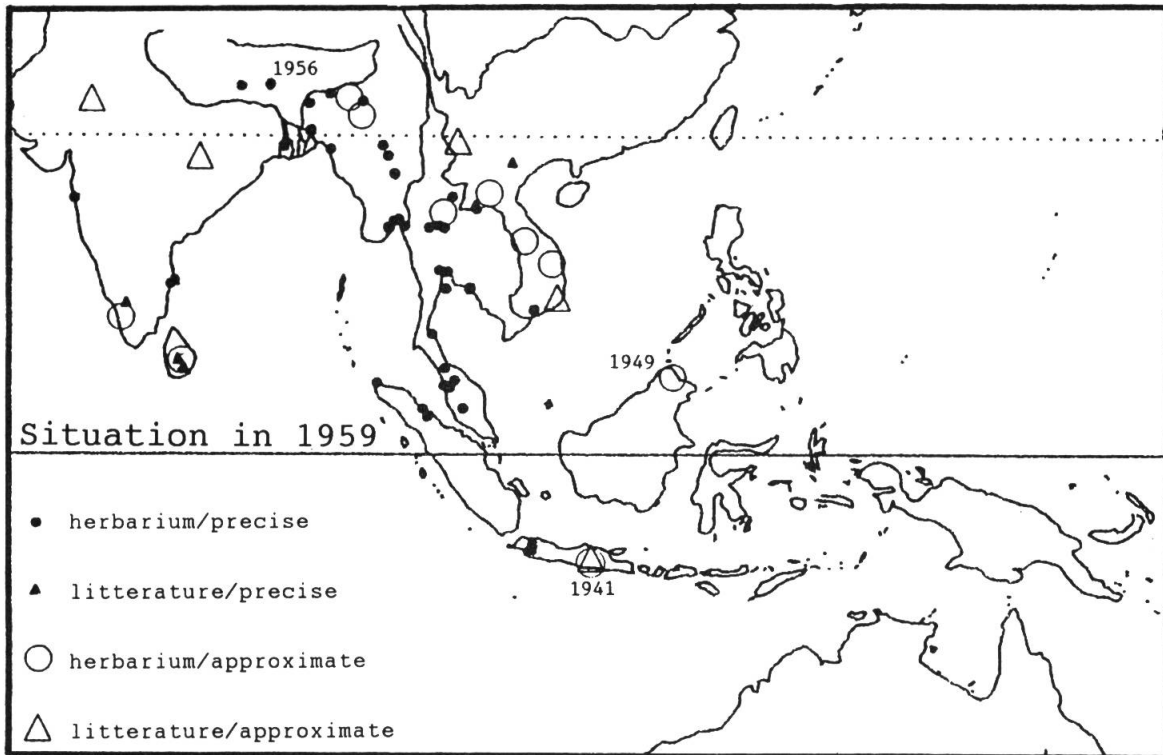 1956
1949
Situation in 1959
herbarium/precise
litterature/precise
1941
herbarium/approximate
litterature/approximate